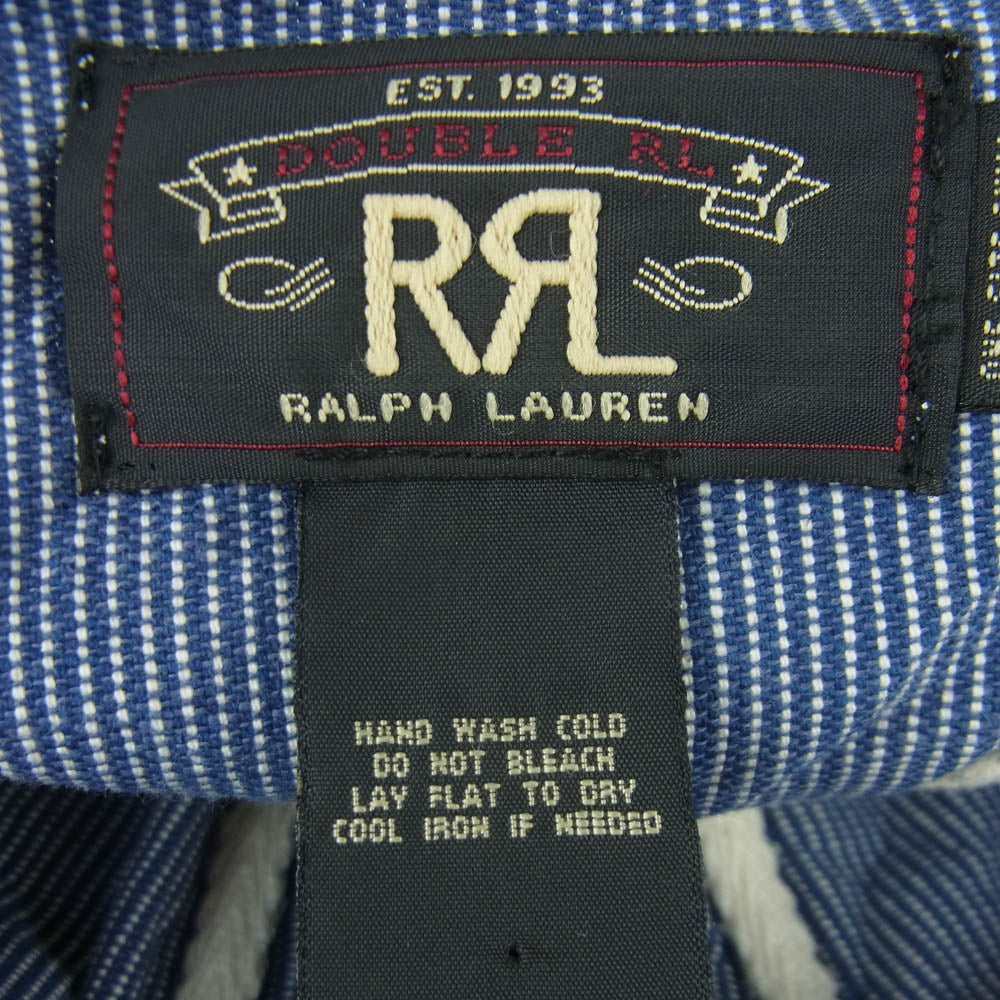 EST. 1993
DOUBLE RL
RRL
RALPH LAUREN
HAND WASH COLD
DO NOT BLEACH
LAY FLAT TO DRY
COOL IRON IF NEEDED